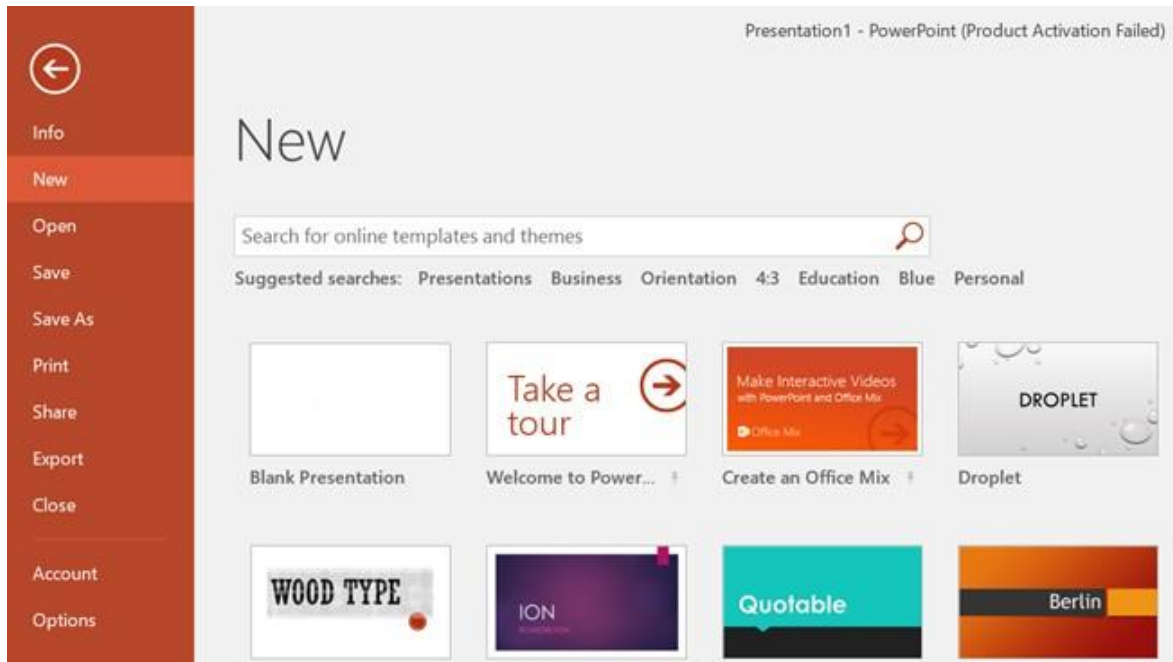 Presentation1 - PowerPoint (Product Activation Failed)
Info
New
Open
Save
Save As
Print
Share
Export
Close
Account
Options
New
Search for online templates and themes
Suggested searches: Presentations Business Orientation 4:3 Education Blue Personal
Take a
tour
Make Interactive Videos
with PowerPoint and Office Mix
Office Mix
DROPLET
Blank Presentation
Welcome to Power...
Create an Office Mix
Droplet
WOOD TYPE
ION
Quotable
Berlin